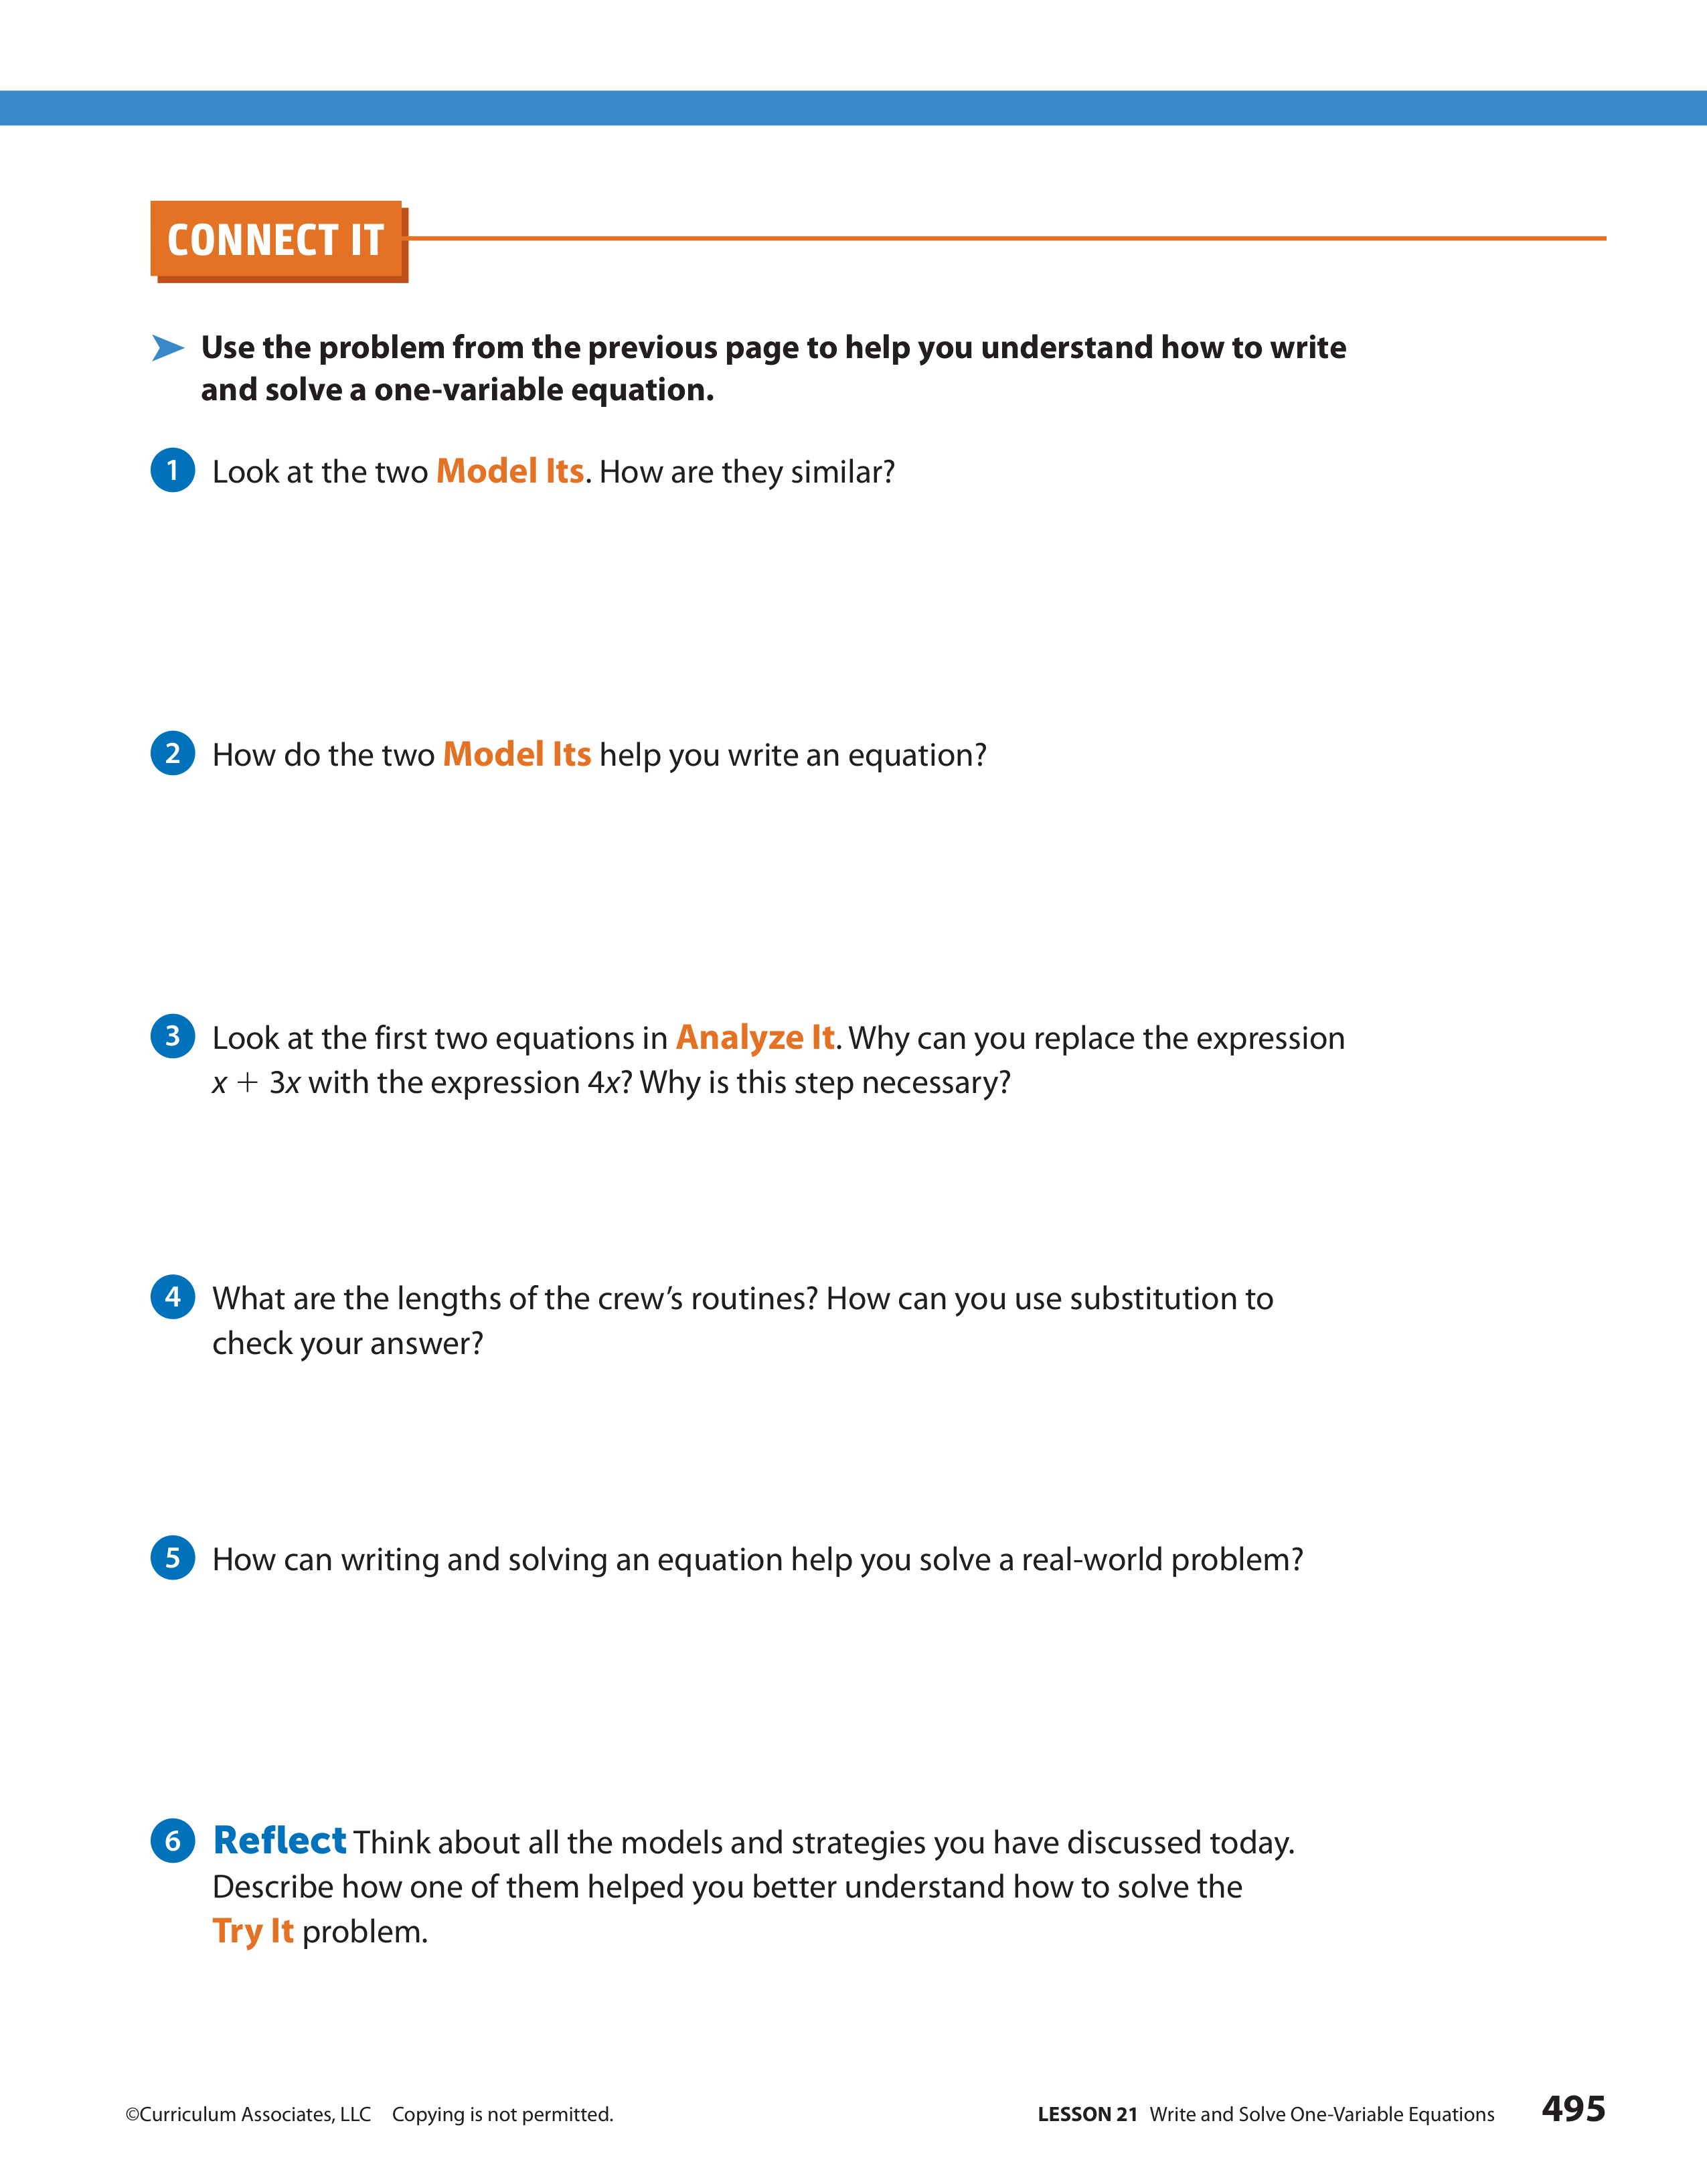 CONNECT IT
Use the problem from the previous page to help you understand how to write
and solve a one-variable equation.
1 Look at the two Model Its. How are they similar?
2 How do the two Model Its help you write an equation?
3 Look at the first two equations in Analyze It. Why can you replace the expression
x + 3x with the expression 4x? Why is this step necessary?
4 What are the lengths of the crew’s routines? How can you use substitution to
check your answer?
5 How can writing and solving an equation help you solve a real-world problem?
6 Reflect Think about all the models and strategies you have discussed today.
Describe how one of them helped you better understand how to solve the
Try It problem.
©Curriculum Associates, LLC Copying is not permitted.
LESSON 21 Write and Solve One-Variable Equations 495